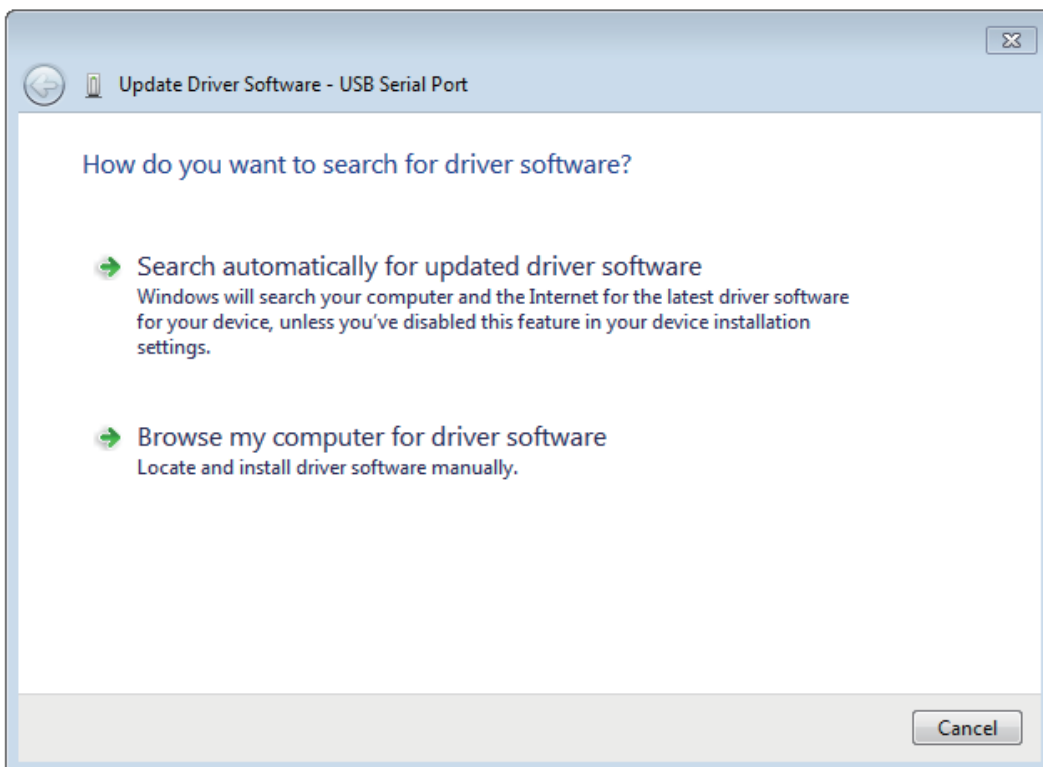 Update Driver Software - USB Serial Port
How do you want to search for driver software?
Search automatically for updated driver software
Windows will search your computer and the Internet for the latest driver software
for your device, unless you've disabled this feature in your device installation
settings.
Browse my computer for driver software
Locate and install driver software manually.
Cancel